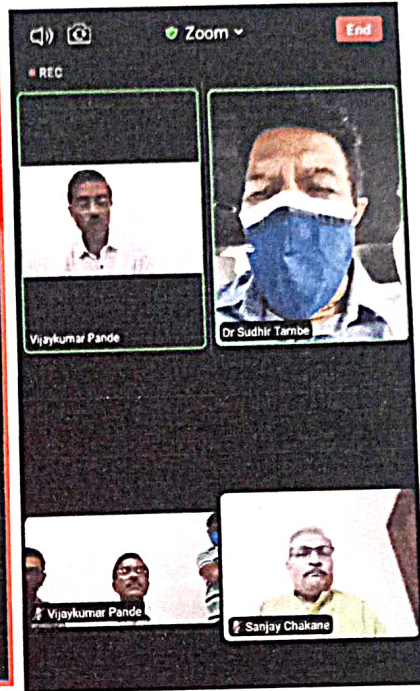 Zoom
End
REC
Vijaykumar Pande
Dr Sudhir Tambe
Vijaykumar Pande
Sanjay Chakane